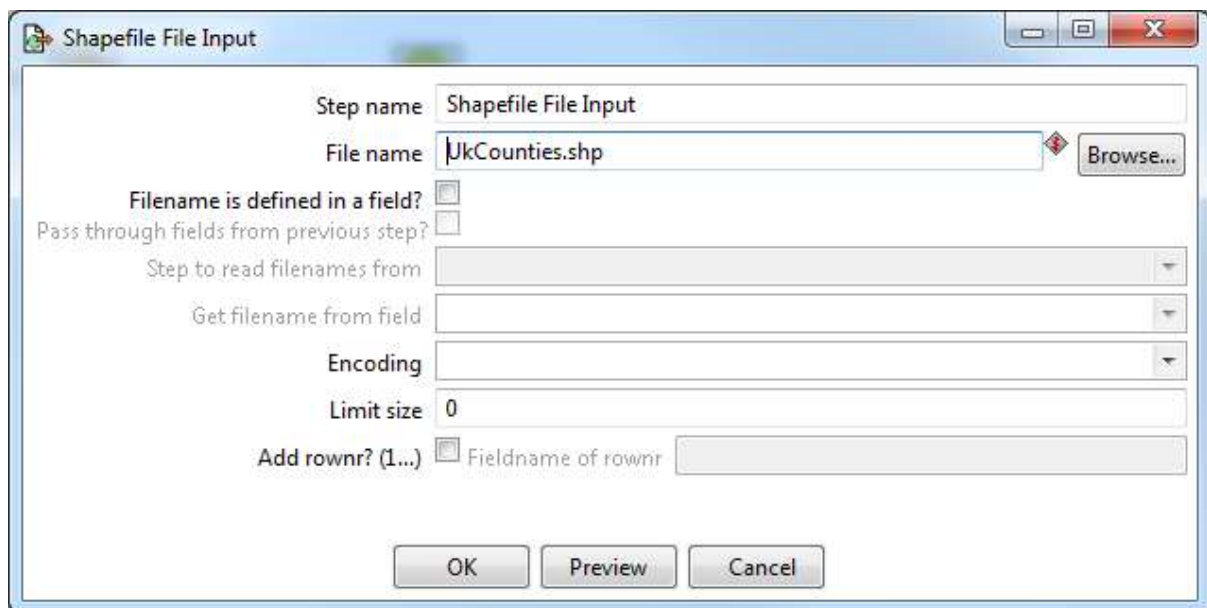 Shapefile File Input
Step name Shapefile File Input
File name UkCounties.shp Browse...
Filename is defined in a field?
Pass through fields from previous step?
Step to read filenames from
Get filename from field
Encoding
Limit size 0
Add rownr? (1...) Fieldname of rownr
OK Preview Cancel